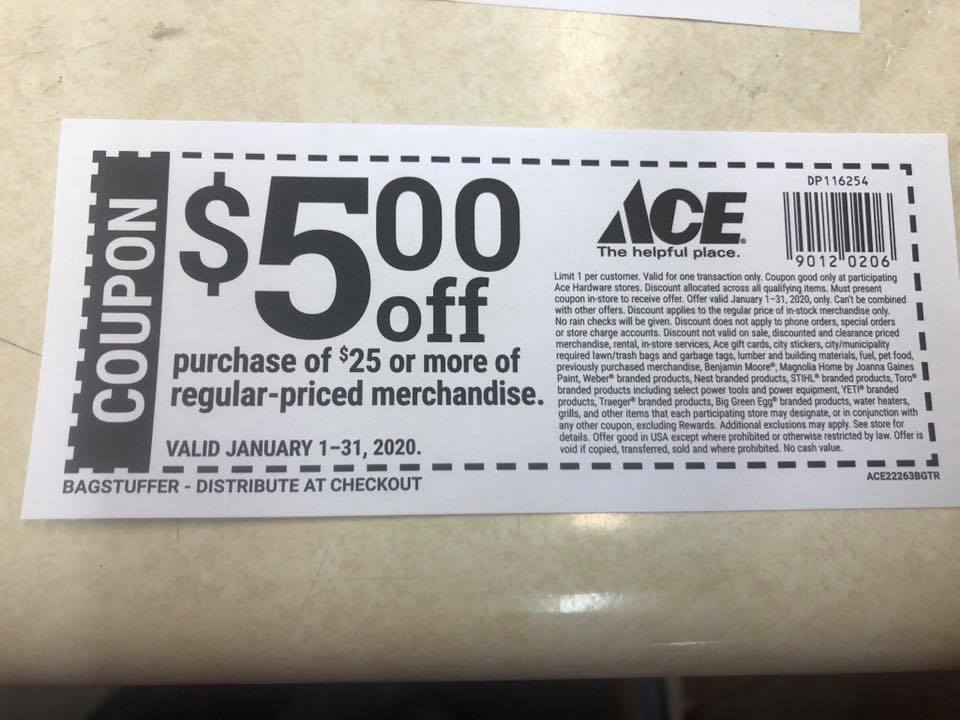 COUPON
$5.00
off
purchase of $25 or more of
regular-priced merchandise.
VALID JANUARY 1–31, 2020.
BAGSTUFFER - DISTRIBUTE AT CHECKOUT
ACE®
The helpful place.
DP116254
9012 0206
Limit 1 per customer. Valid for one transaction only. Coupon good only at participating
Ace Hardware stores. Discount allocated across all qualifying items. Must present
coupon in-store to receive offer. Offer valid January 1–31, 2020, only. Can't be combined
with other offers. Discount applies to the regular price of in-stock merchandise only.
No rain checks will be given. Discount does not apply to phone orders, special orders
or store charge accounts. Discount not valid on sale, discounted and clearance priced
merchandise, rental, in-store services, Ace gift cards, city stickers, city/municipality
required lawn/trash bags and garbage tags, lumber and building materials, fuel, pet food,
previously purchased merchandise, Benjamin Moore®, Magnolia Home by Joanna Gaines
Paint, Weber® branded products, Nest branded products, STIHL® branded products, Toro®
branded products including select power tools and power equipment, YETI® branded
products, Traeger® branded products, Big Green Egg® branded products, water heaters,
grills, and other items that each participating store may designate, or in conjunction with
any other coupon, excluding Rewards. Additional exclusions may apply. See store for
details. Offer good in USA except where prohibited or otherwise restricted by law. Offer is
void if copied, transferred, sold and where prohibited. No cash value.
ACE22263BGTR